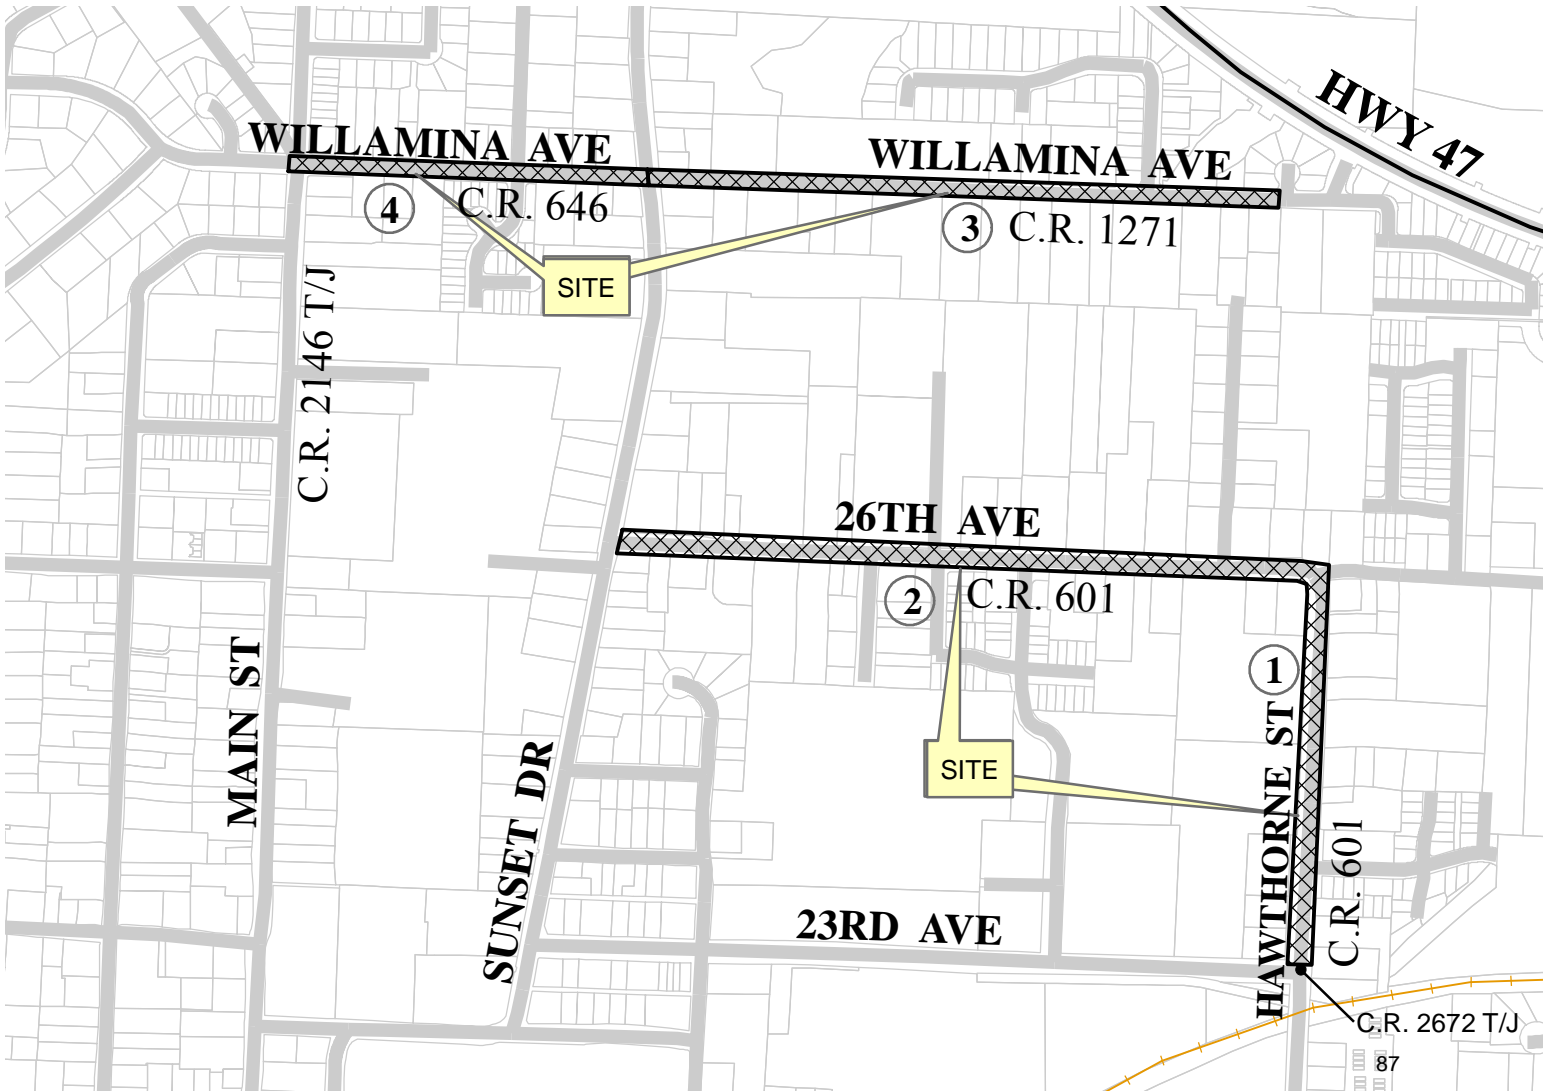 HWY 47
WILLAMINA AVE
WILLAMINA AVE
4
C.R. 646
3
C.R. 1271
SITE
C.R. 2146 T/J
26TH AVE
2
C.R. 601
1
MAIN ST
SUNSET DR
SITE
HAWTHORNE ST
C.R. 601
23RD AVE
C.R. 2672 T/J
87